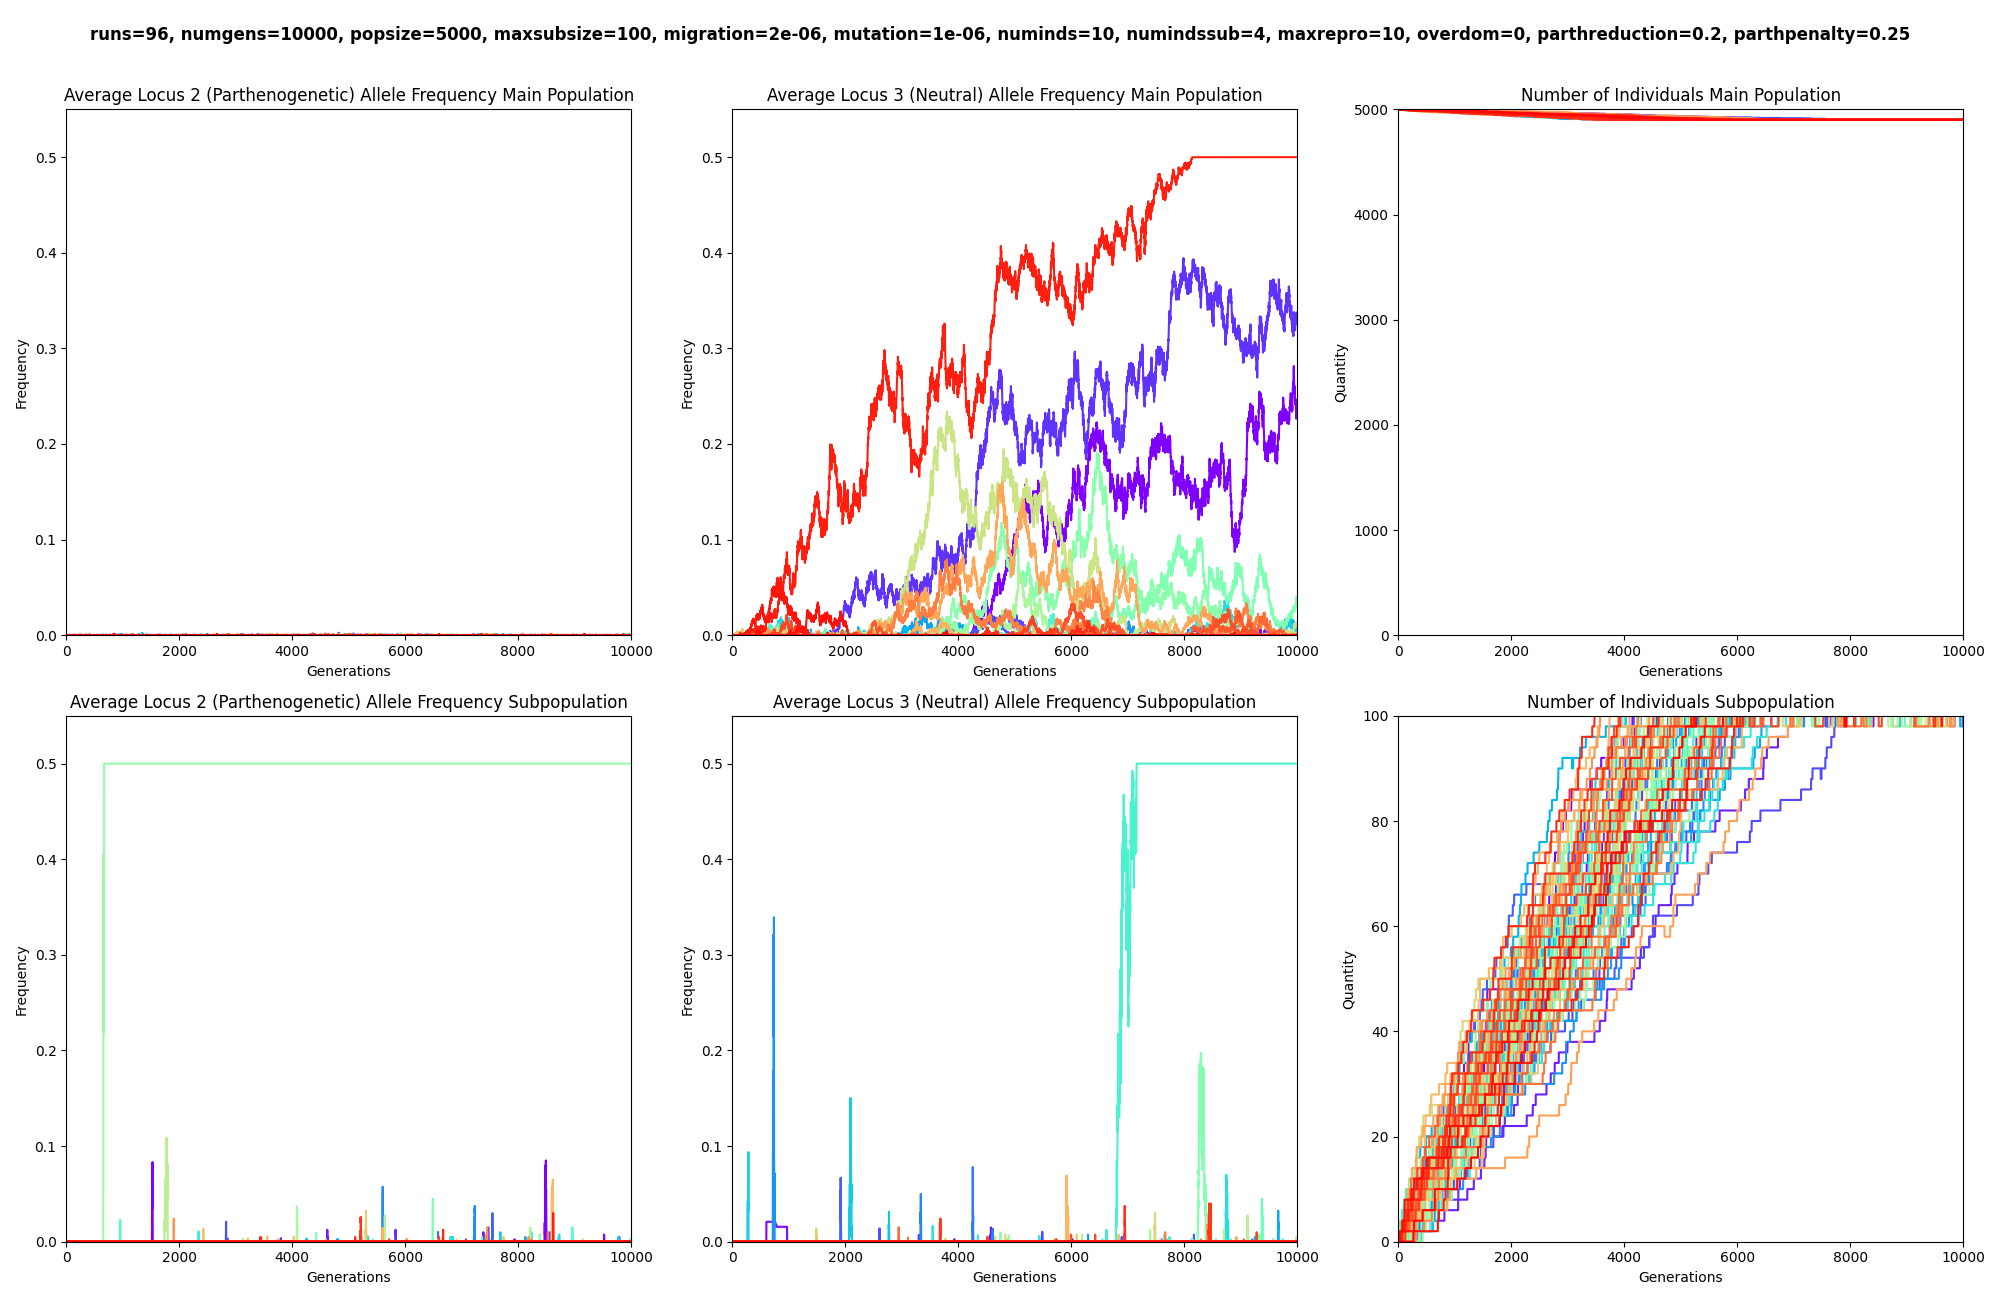 runs=96, numgens=10000, popsize=5000, maxsubsize=100, migration=2e-06, mutation=1e-06, numinds=10, numindssub=4, maxrepro=10, overdom=0, parthreduction=0.2, parthpenalty=0.25
Average Locus 2 (Parthenogenetic) Allele Frequency Main Population
0.5
0.4
0.3
0.2
0.1
0.0
Frequency
0 2000 4000 6000 8000 10000
Generations
Average Locus 3 (Neutral) Allele Frequency Main Population
0.5
0.4
0.3
0.2
0.1
0.0
Frequency
0 2000 4000 6000 8000 10000
Generations
Number of Individuals Main Population
5000
4000
3000
2000
1000
0
Quantity
0 2000 4000 6000 8000 10000
Generations
Average Locus 2 (Parthenogenetic) Allele Frequency Subpopulation
0.5
0.4
0.3
0.2
0.1
0.0
Frequency
0 2000 4000 6000 8000 10000
Generations
Average Locus 3 (Neutral) Allele Frequency Subpopulation
0.5
0.4
0.3
0.2
0.1
0.0
Frequency
0 2000 4000 6000 8000 10000
Generations
Number of Individuals Subpopulation
100
80
60
40
20
0
Quantity
0 2000 4000 6000 8000 10000
Generations